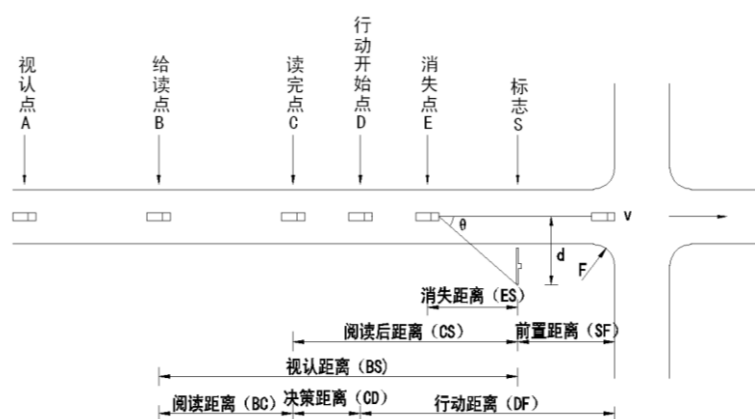 视认点A
给读点B
读完点C
行动开始点D
消失点E
标志S
θ
d
V
F
消失距离（ES）
阅读后距离（CS）
前置距离（SF）
视认距离（BS）
阅读距离（BC）
决策距离（CD）
行动距离（DF）